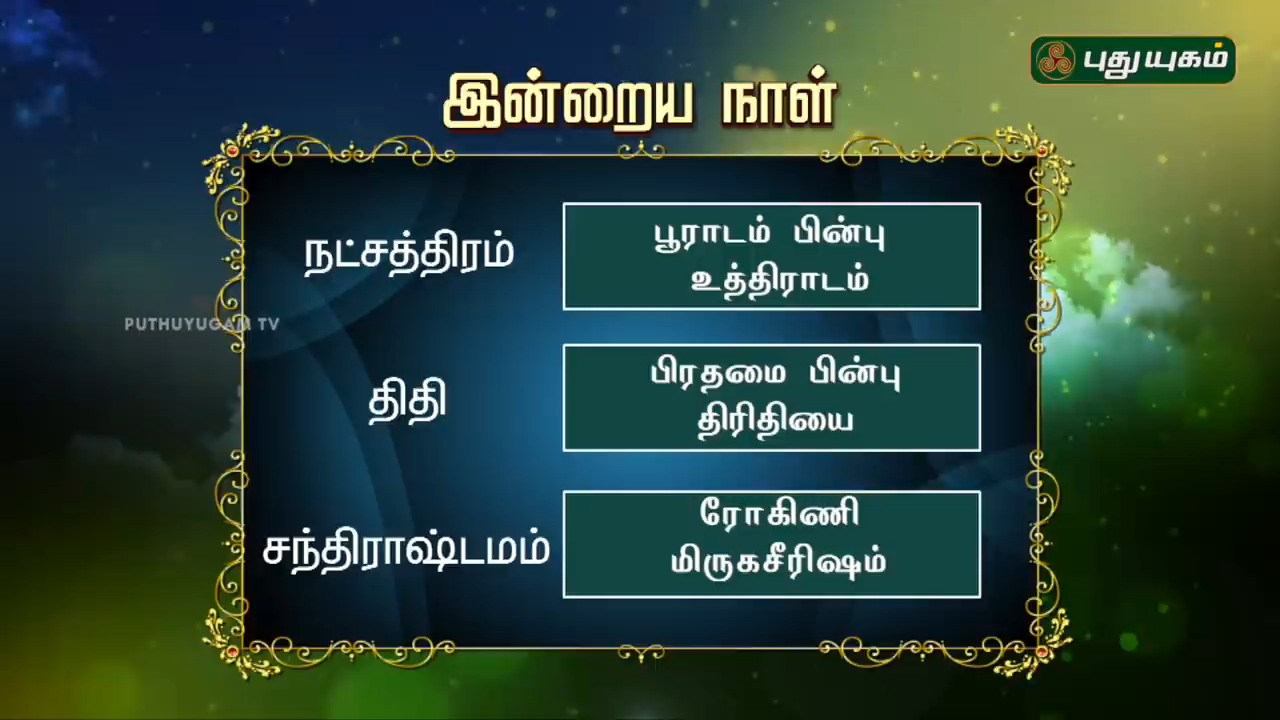 புதுயுகம்
இன்றைய நாள்
நட்சத்திரம்
பூராடம் பின்பு
உத்திராடம்
PUTHUYUGAM TV
திதி
பிரதமை பின்பு
திரிதியை
சந்திராஷ்டமம்
ரோகிணி
மிருகசீரிஷம்